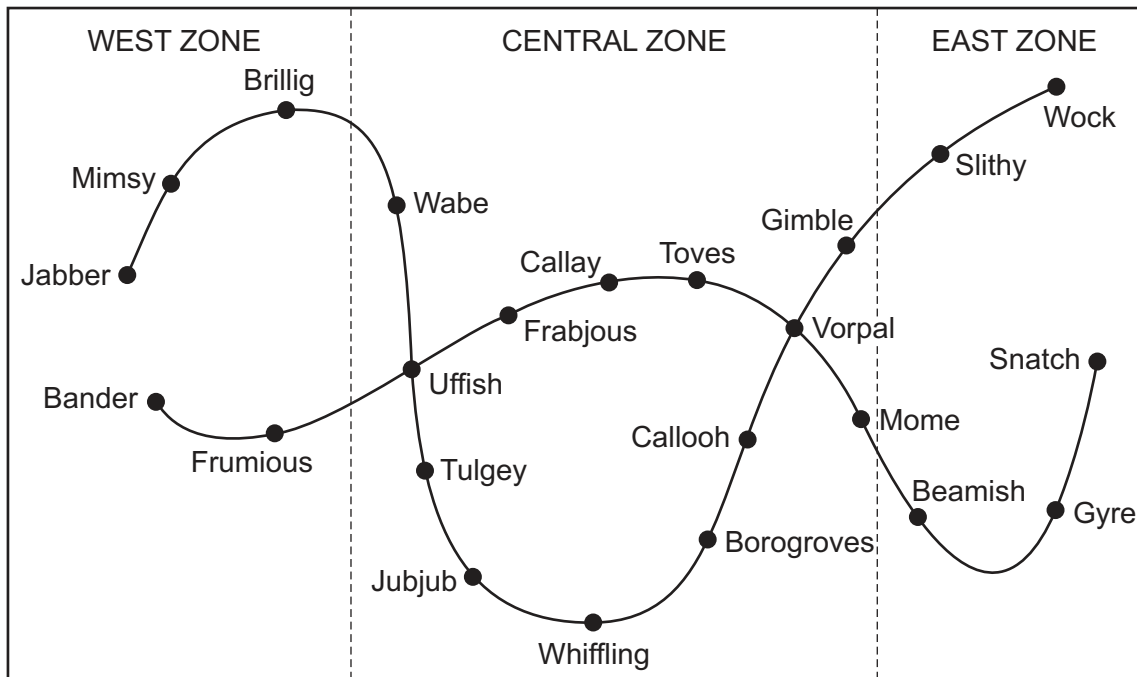 WEST ZONE
CENTRAL ZONE
EAST ZONE
Brillig
Wock
Mimsy
Slithy
Wabe
Gimble
Jabber
Callay
Toves
Frabjous
Vorpal
Snatch
Bander
Uffish
Mome
Callooh
Frumious
Tulgey
Beamish
Gyre
Borogroves
Jubjub
Whiffling